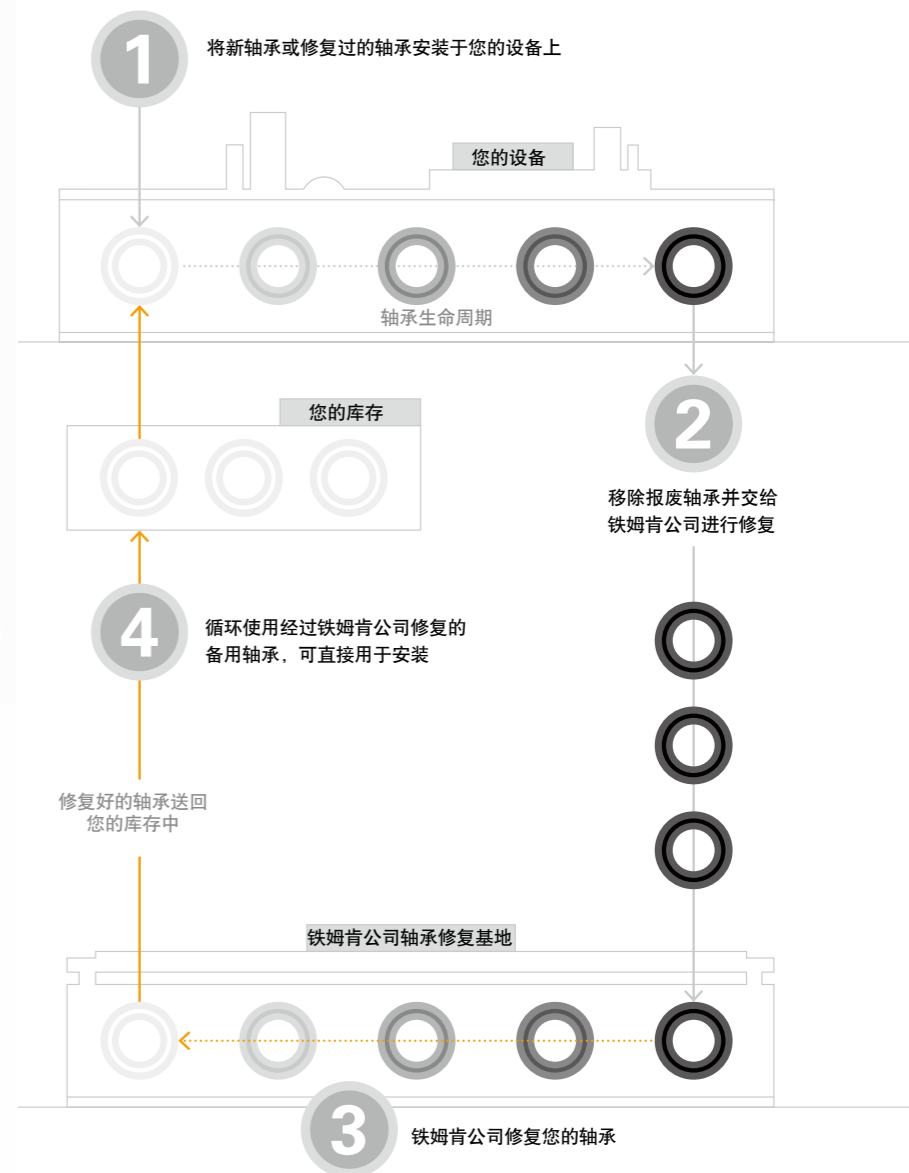 1
将新轴承或修复过的轴承安装于您的设备上
您的设备
轴承生命周期
您的库存
2
移除报废轴承并交给
铁姆肯公司进行修复
4
循环使用经过铁姆肯公司修复的
备用轴承，可直接用于安装
修复好的轴承送回
您的库存中
铁姆肯公司轴承修复基地
3
铁姆肯公司修复您的轴承